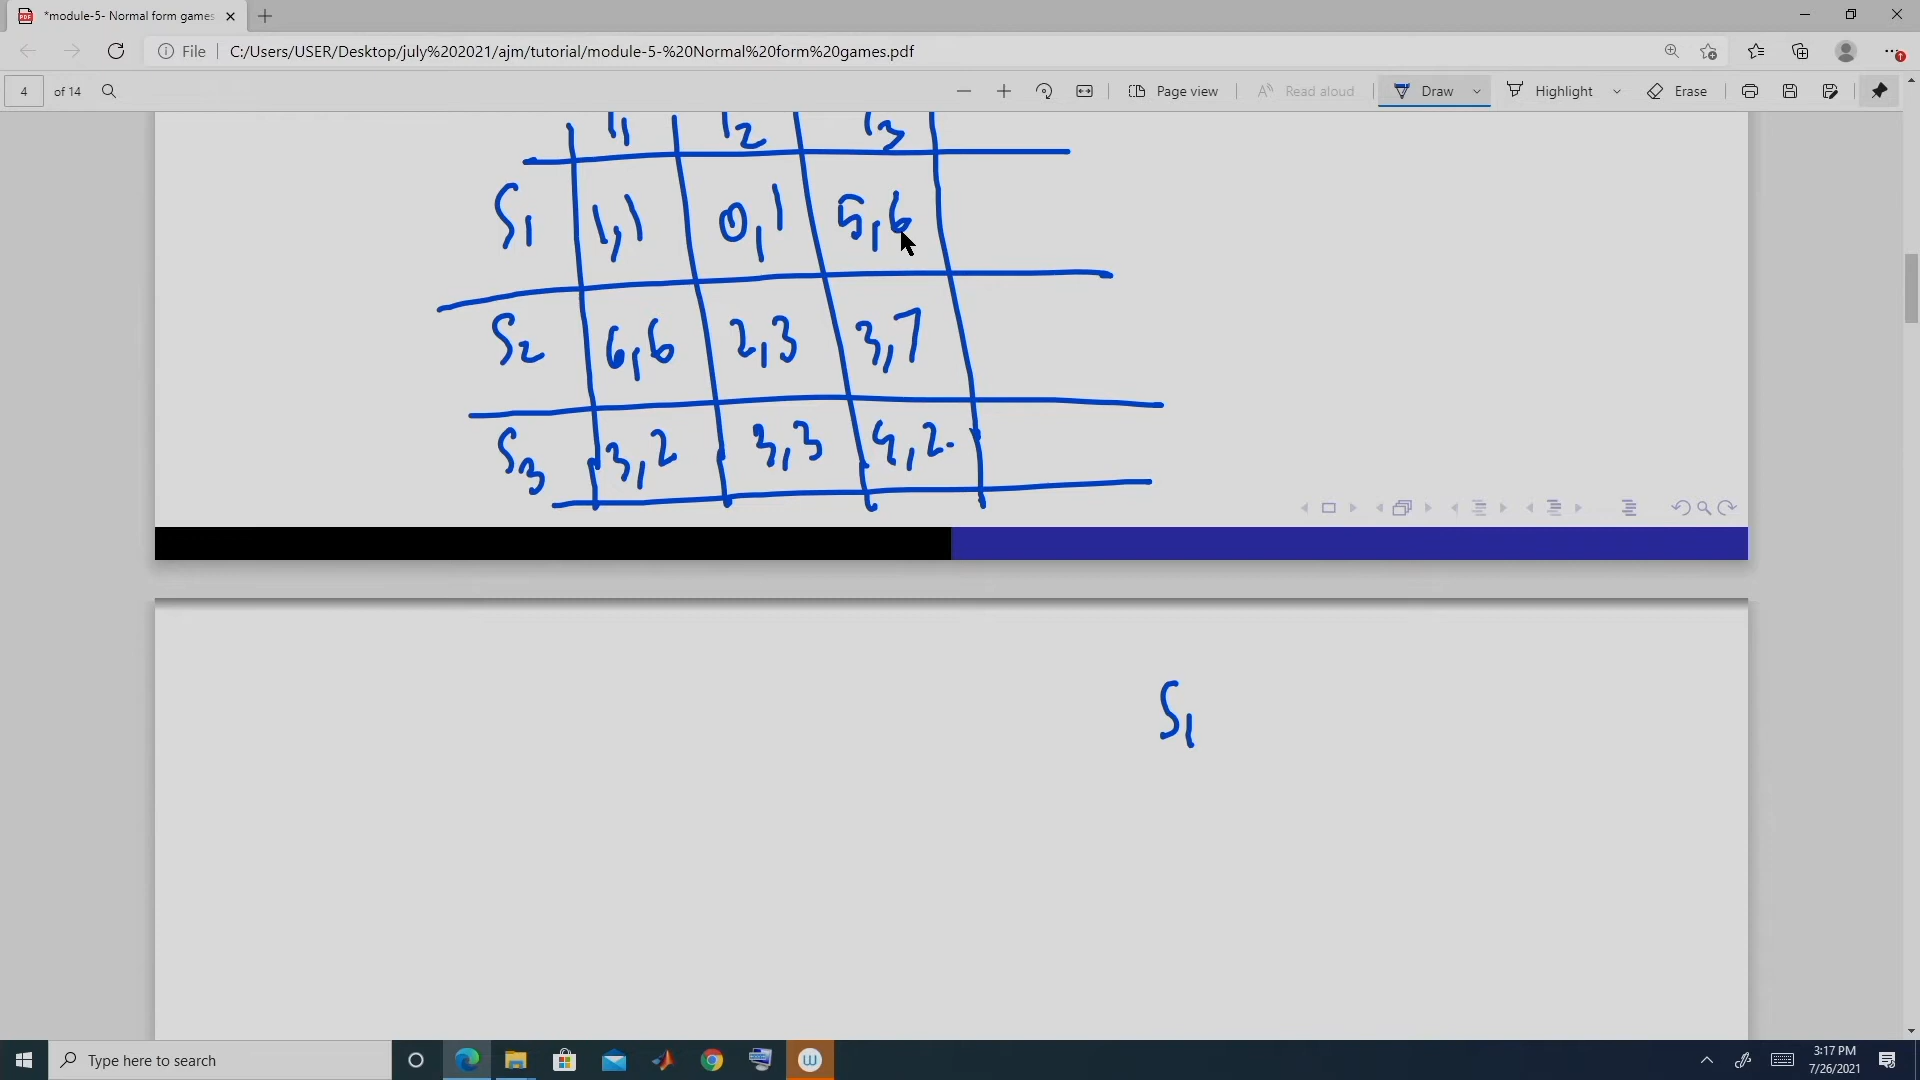 *module-5- Normal form games
File C:/Users/USER/Desktop/july%202021/ajm/tutorial/module-5-%20Normal%20form%20games.pdf
4 of 14 Page view Read aloud Draw Highlight Erase
S1 1,1 0,1 5,6
S2 6,6 2,3 3,7
S3 3,2 3,3 4,2.
S1
Type here to search
3:17 PM
7/26/2021